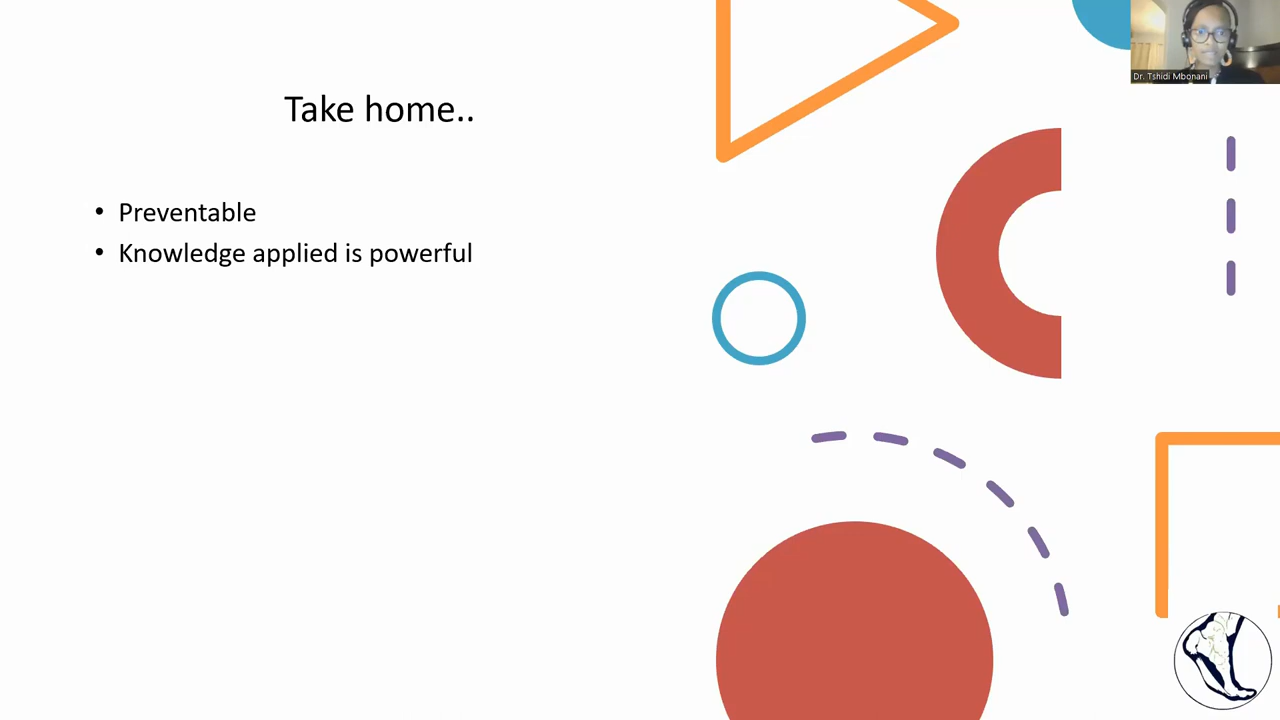 Dr. Tshidi Mbonani
Take home..
• Preventable
• Knowledge applied is powerful